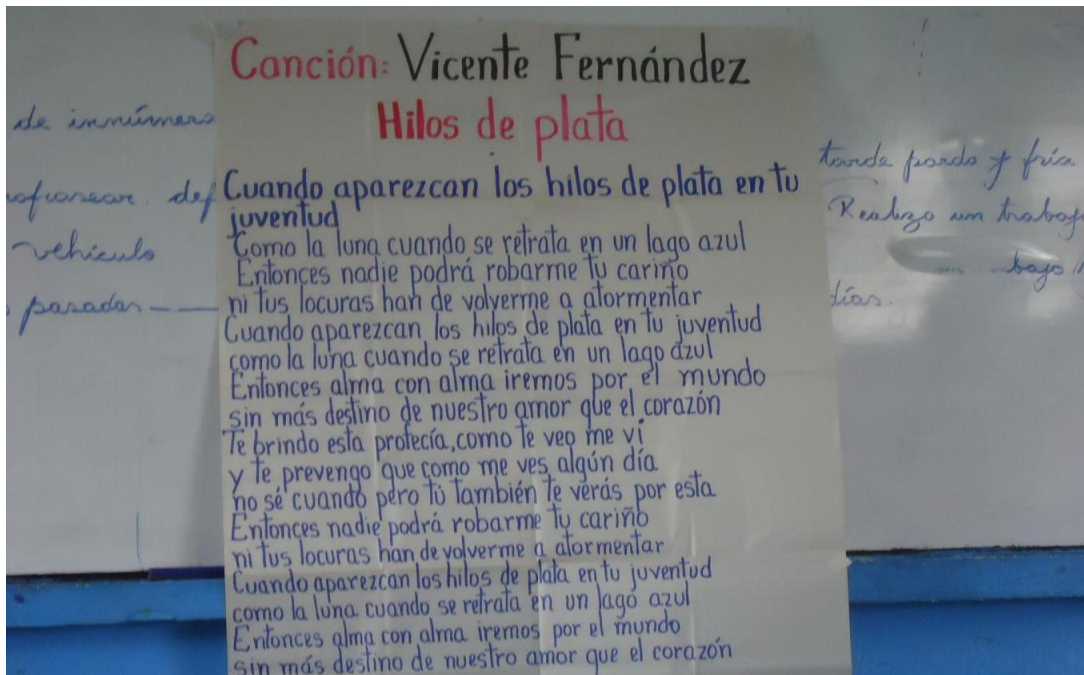 Canción: Vicente Fernández
Hilos de plata
Cuando aparezcan los hilos de plata en tu
juventud
Como la luna cuando se retrata en un lago azul
Entonces nadie podrá robarme tu cariño
ni tus locuras han de volverme a atormentar
Cuando aparezcan los hilos de plata en tu juventud
como la luna cuando se retrata en un lago azul
Entonces alma con alma iremos por el mundo
sin más destino de nuestro amor que el corazón
Te brindo esta profecía, como te veo me vi
y te prevengo que como me ves algún día
no sé cuando pero tú también te verás por esta
Entonces nadie podrá robarme tu cariño
ni tus locuras han de volverme a atormentar
Cuando aparezcan los hilos de plata en tu juventud
como la luna cuando se retrata en un lago azul
Entonces alma con alma iremos por el mundo
sin más destino de nuestro amor que el corazón
de
vehiculo
pasadas
tarde parda y fría
Realizo un trabaj
bajo
días.